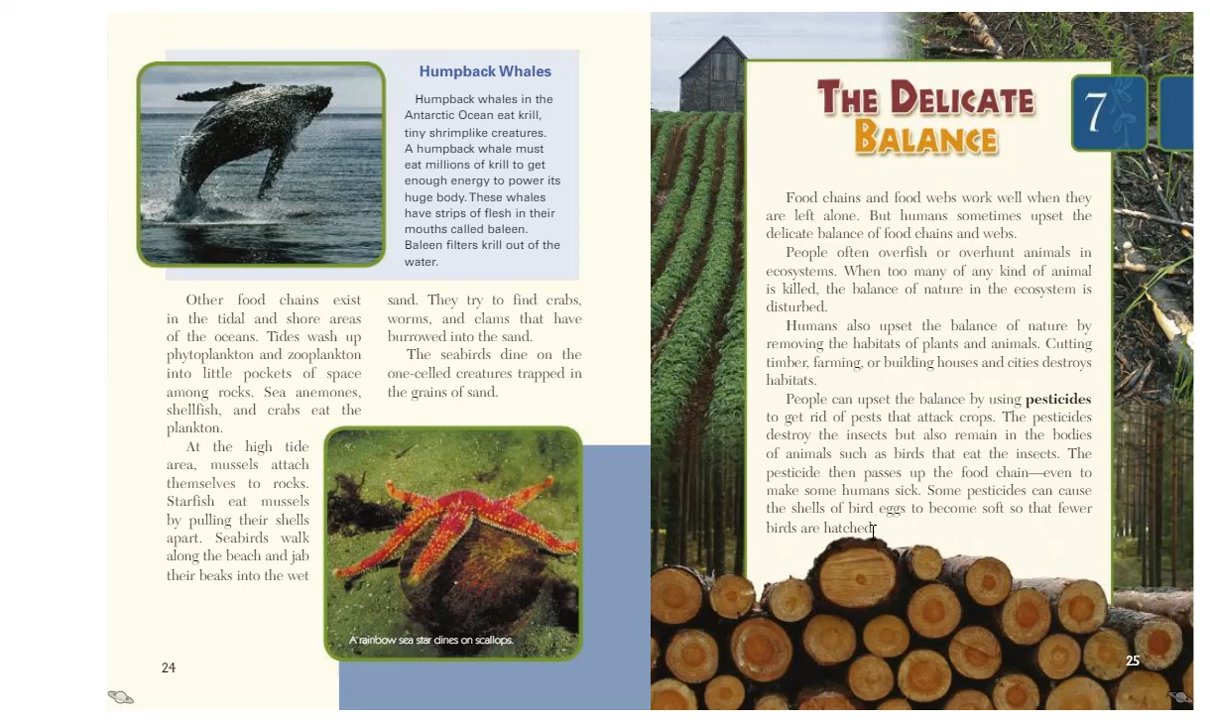 Humpback Whales
Humpback whales in the
Antarctic Ocean eat krill,
tiny shrimplike creatures.
A humpback whale must
eat millions of krill to get
enough energy to power its
huge body. These whales
have strips of flesh in their
mouths called baleen.
Baleen filters krill out of the
water.
Other food chains exist
in the tidal and shore areas
of the oceans. Tides wash up
phytoplankton and zooplankton
into little pockets of space
among rocks. Sea anemones,
shellfish, and crabs eat the
plankton.
At the high tide
area, mussels attach
themselves to rocks.
Starfish eat mussels
by pulling their shells
apart. Seabirds walk
along the beach and jab
their beaks into the wet
sand. They try to find crabs,
worms, and clams that have
burrowed into the sand.
The seabirds dine on the
one-celled creatures trapped in
the grains of sand.
A rainbow sea star dines on scallops.
24
THE DELICATE
BALANCE
7
Food chains and food webs work well when they
are left alone. But humans sometimes upset the
delicate balance of food chains and webs.
People often overfish or overhunt animals in
ecosystems. When too many of any kind of animal
is killed, the balance of nature in the ecosystem is
disturbed.
Humans also upset the balance of nature by
removing the habitats of plants and animals. Cutting
timber, farming, or building houses and cities destroys
habitats.
People can upset the balance by using pesticides
to get rid of pests that attack crops. The pesticides
destroy the insects but also remain in the bodies
of animals such as birds that eat the insects. The
pesticide then passes up the food chain—even to
make some humans sick. Some pesticides can cause
the shells of bird eggs to become soft so that fewer
birds are hatched.
25